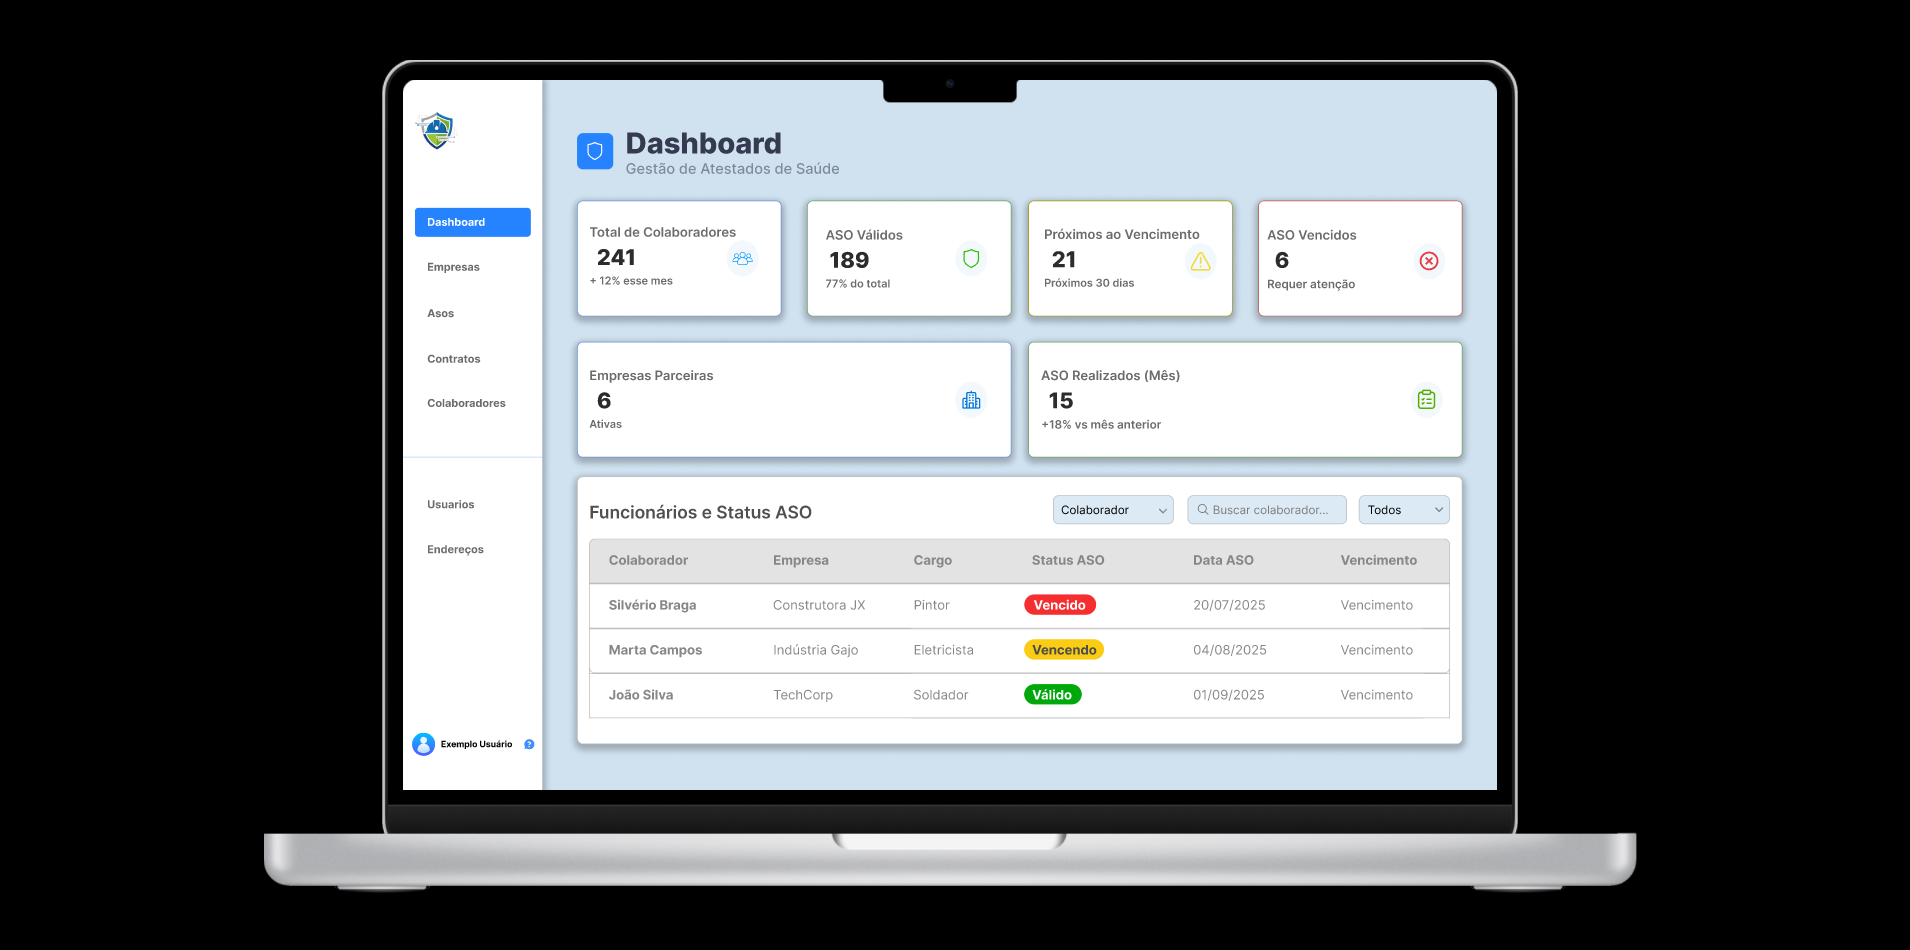 Dashboard
Gestão de Atestados de Saúde
Dashboard
Empresas
Asos
Contratos
Colaboradores
Usuarios
Endereços
Exemplo Usuário
Total de Colaboradores
241
+ 12% esse mes
ASO Válidos
189
77% do total
Próximos ao Vencimento
21
Próximos 30 dias
ASO Vencidos
6
Requer atenção
Empresas Parceiras
6
Ativas
ASO Realizados (Mês)
15
+18% vs mês anterior
Funcionários e Status ASO
Colaborador
Buscar colaborador...
Todos
Colaborador Empresa Cargo Status ASO Data ASO Vencimento
Silvério Braga Construtora JX Pintor Vencido 20/07/2025 Vencimento
Marta Campos Indústria Gajo Eletricista Vencendo 04/08/2025 Vencimento
João Silva TechCorp Soldador Válido 01/09/2025 Vencimento